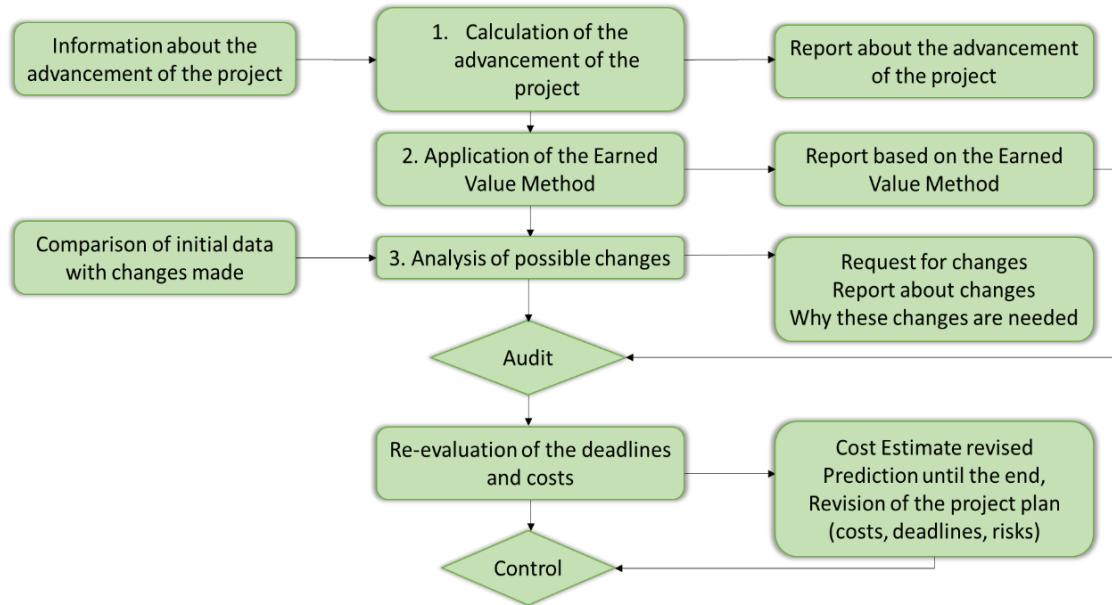 Information about the
advancement of the project
1. Calculation of the
advancement of the
project
Report about the advancement
of the project
2. Application of the Earned
Value Method
Report based on the Earned
Value Method
Comparison of initial data
with changes made
3. Analysis of possible changes
Request for changes
Report about changes
Why these changes are needed
Audit
Re-evaluation of the deadlines
and costs
Cost Estimate revised
Prediction until the end,
Revision of the project plan
(costs, deadlines, risks)
Control